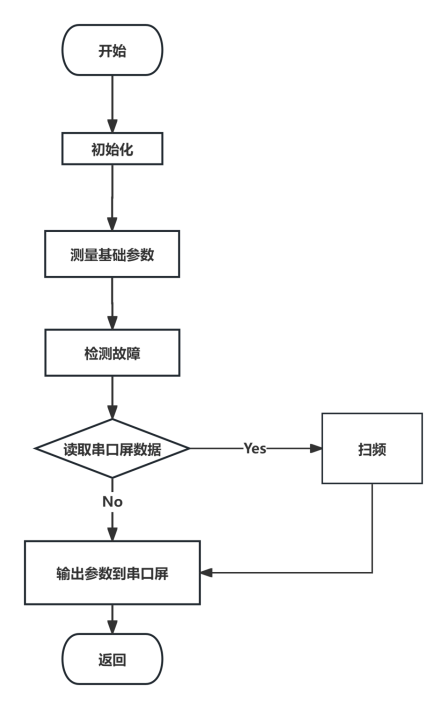 开始
初始化
测量基础参数
检测故障
读取串口屏数据
Yes
扫频
No
输出参数到串口屏
返回